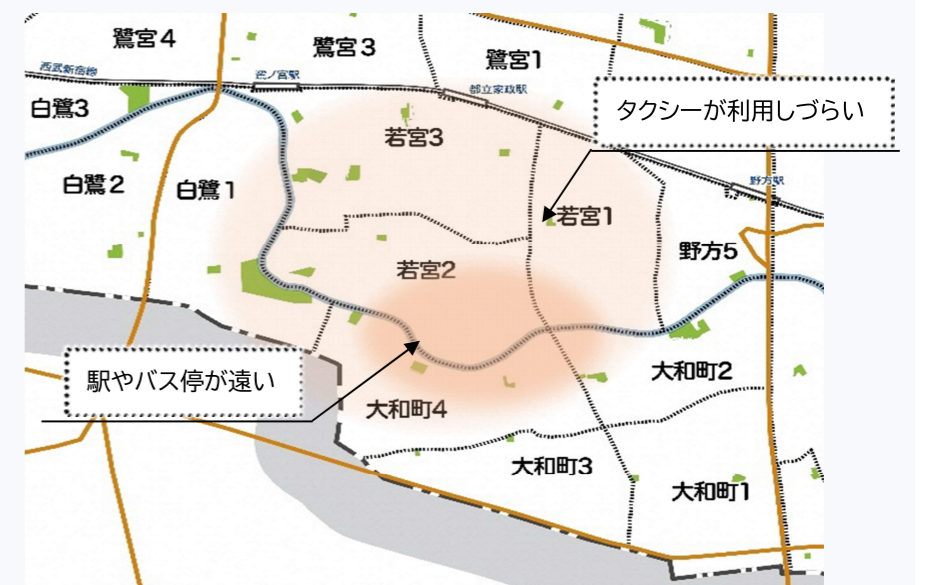 鷺宮4
鷺宮3
鷺宮1
西武新宿線
鷺ノ宮駅
都立家政駅
タクシーが利用しづらい
白鷺3
若宮3
白鷺2
白鷺1
野方駅
若宮1
野方5
若宮2
駅やバス停が遠い
大和町2
大和町4
大和町3
大和町1